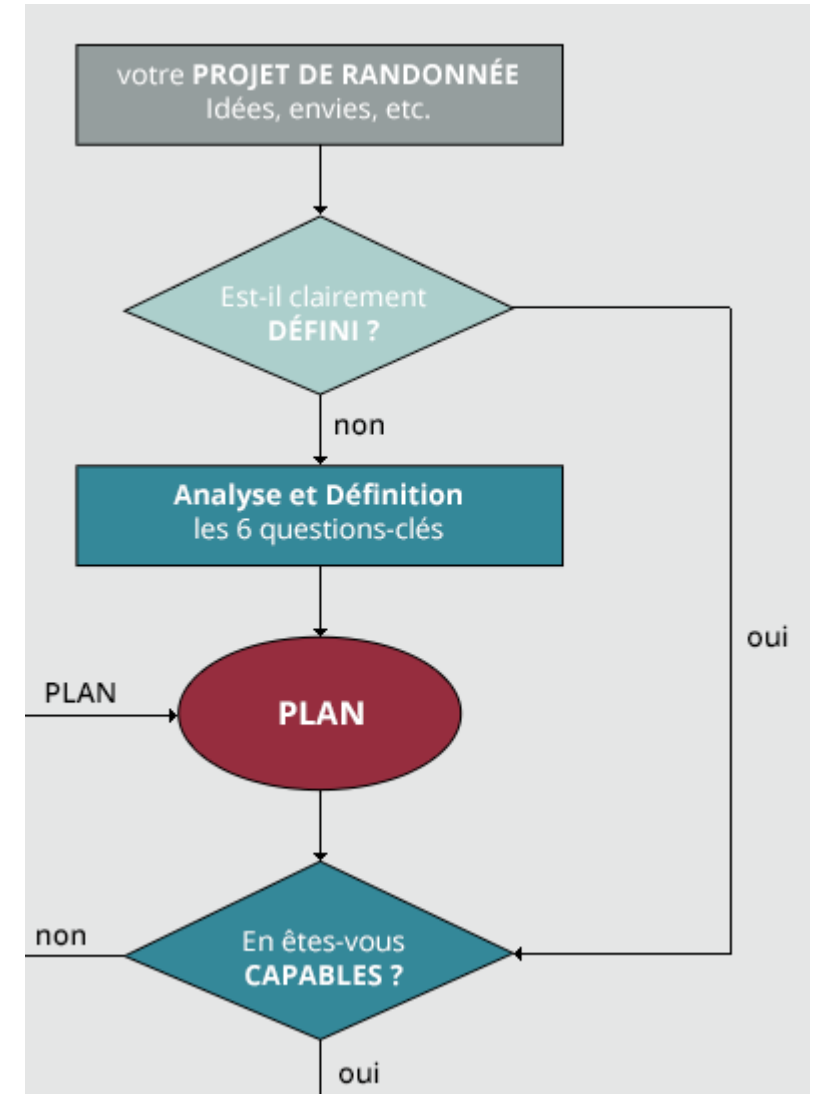 votre PROJET DE RANDONNÉE
Idées, envies, etc.
Est-il clairement
DÉFINI ?
non
Analyse et Définition
les 6 questions-clés
oui
PLAN
PLAN
non
En êtes-vous
CAPABLES ?
oui